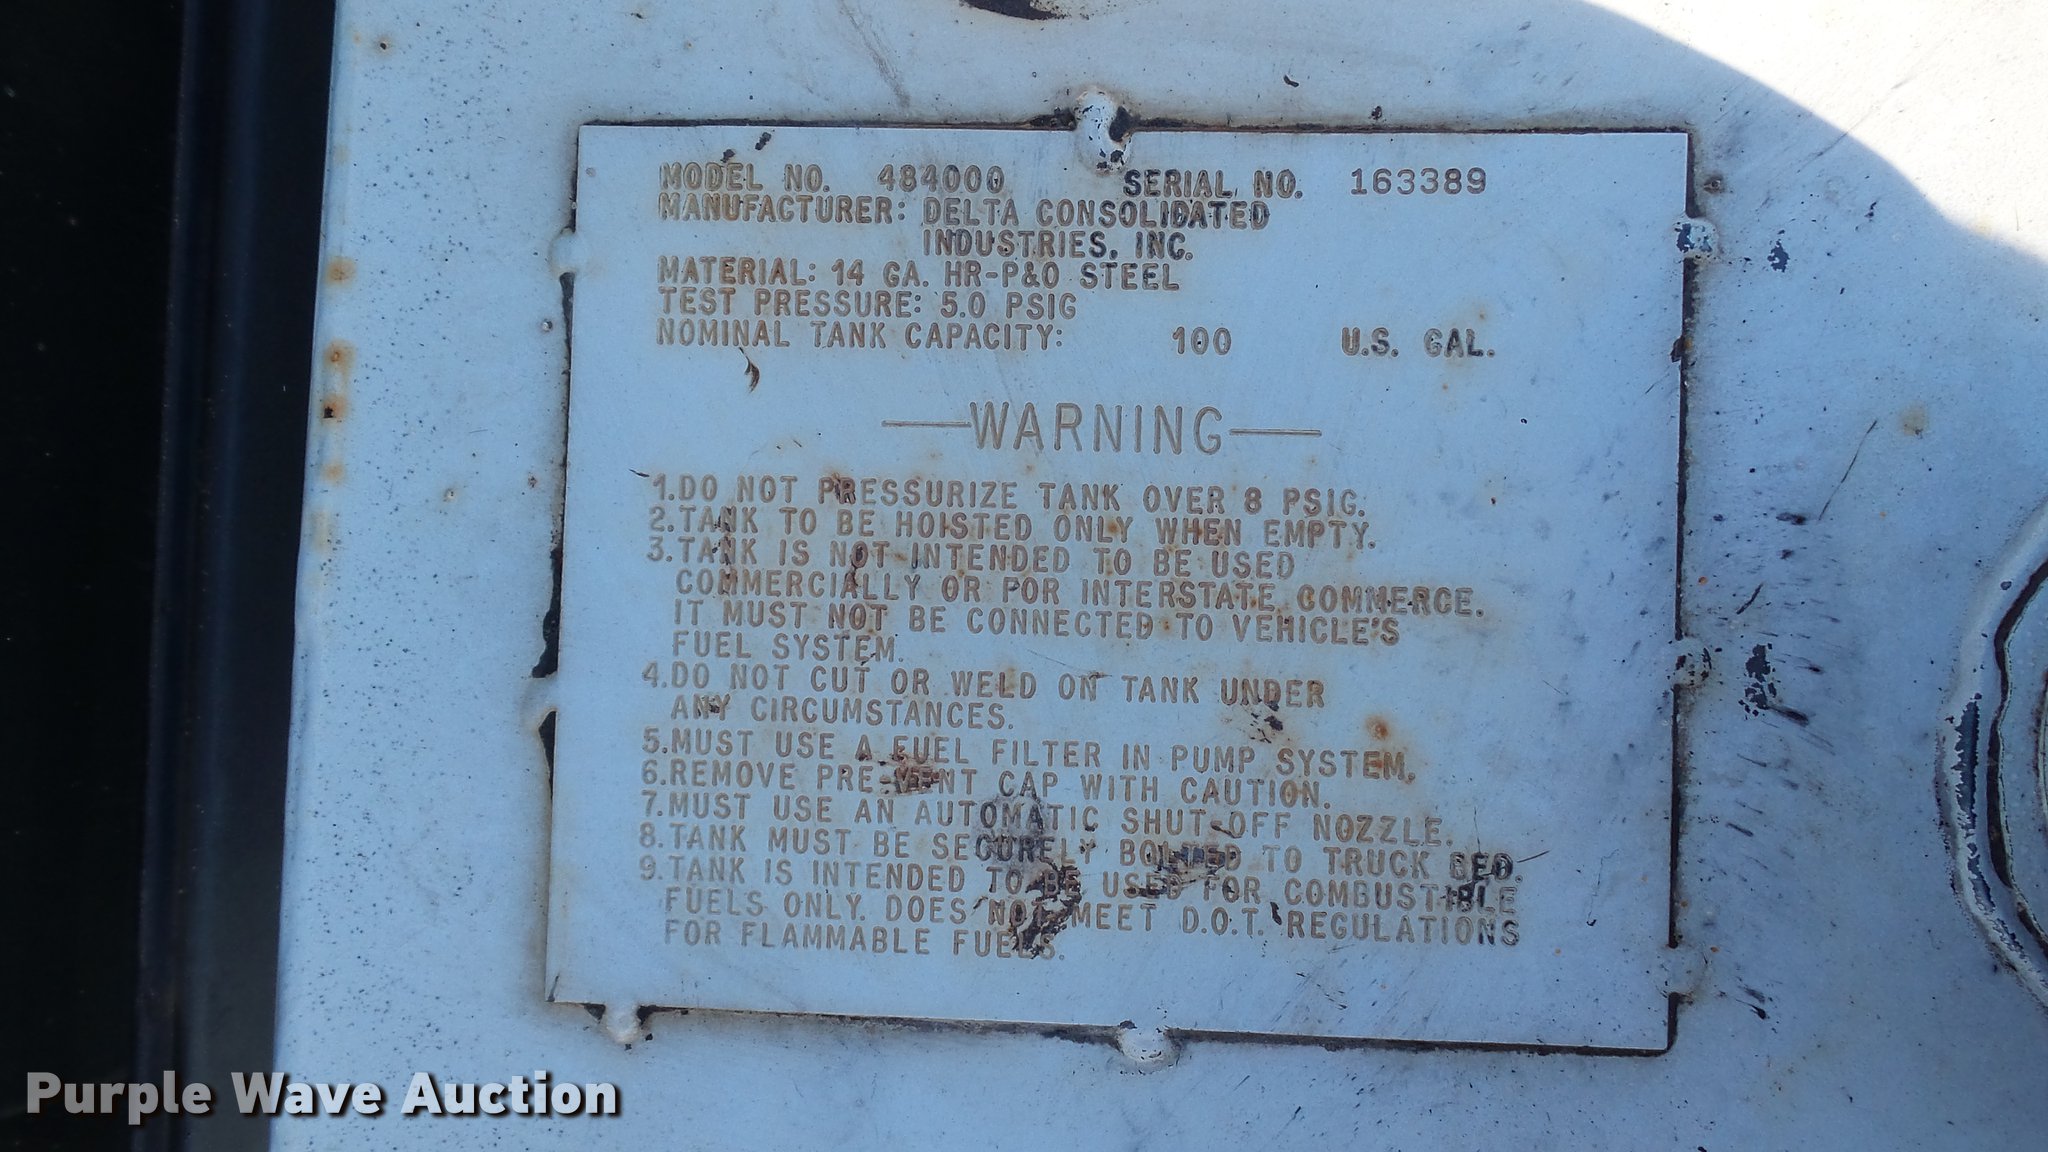 MODEL NO. 484000 SERIAL NO. 163389
MANUFACTURER: DELTA CONSOLIDATED
INDUSTRIES, INC.
MATERIAL: 14 GA. HR-P&O STEEL
TEST PRESSURE: 5.0 PSIG
NOMINAL TANK CAPACITY: 100 U.S. GAL.
—WARNING—
1.DO NOT PRESSURIZE TANK OVER 8 PSIG.
2.TANK TO BE HOISTED ONLY WHEN EMPTY.
3.TANK IS NOT INTENDED TO BE USED
COMMERCIALLY OR FOR INTERSTATE COMMERCE.
IT MUST NOT BE CONNECTED TO VEHICLE'S
FUEL SYSTEM.
4.DO NOT CUT OR WELD ON TANK UNDER
ANY CIRCUMSTANCES.
5.MUST USE A FUEL FILTER IN PUMP SYSTEM.
6.REMOVE PRE-VENT CAP WITH CAUTION.
7.MUST USE AN AUTOMATIC SHUT-OFF NOZZLE.
8.TANK MUST BE SECURELY BOLTED TO TRUCK BED.
9.TANK IS INTENDED TO BE USED FOR COMBUSTIBLE
FUELS ONLY. DOES NOT MEET D.O.T. REGULATIONS
FOR FLAMMABLE FUELS.
Purple Wave Auction